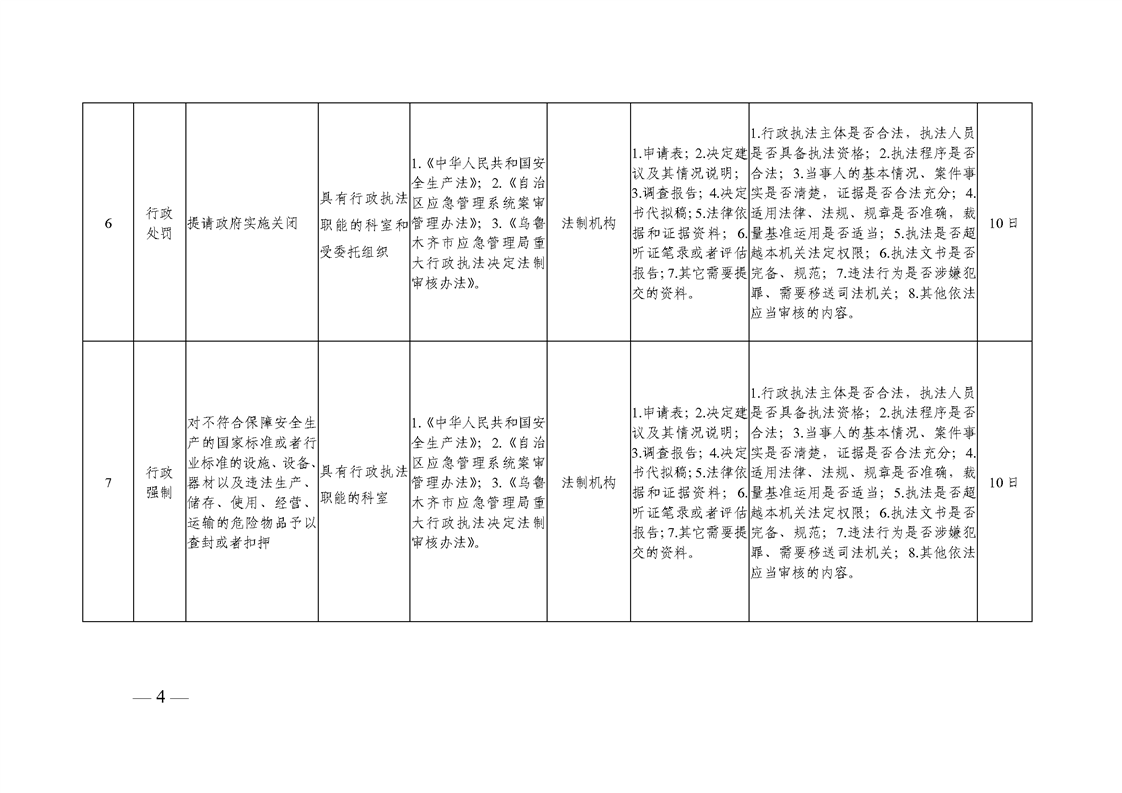 6
行政
处罚
提请政府实施关闭
具有行政执法
职能的科室和
受委托组织
1.《中华人民共和国安
全生产法》；2.《自治
区应急管理系统案审
管理办法》；3.《乌鲁
木齐市应急管理局重
大行政执法决定法制
审核办法》。
法制机构
1.申请表；2.决定建
议及其情况说明；
3.调查报告；4.决定
书代拟稿；5.法律依
据和证据资料；6.
听证笔录或者评估
报告；7.其它需要提
交的资料。
1.行政执法主体是否合法，执法人员
是否具备执法资格；2.执法程序是否
合法；3.当事人的基本情况、案件事
实是否清楚，证据是否合法充分；4.
适用法律、法规、规章是否准确，裁
量基准运用是否适当；5.执法是否超
越本机关法定权限；6.执法文书是否
完备、规范；7.违法行为是否涉嫌犯
罪、需要移送司法机关；8.其他依法
应当审核的内容。
10 日
7
行政
强制
对不符合保障安全生
产的国家标准或者行
业标准的设施、设备、
器材以及违法生产、
储存、使用、经营、
运输的危险物品予以
查封或者扣押
具有行政执法
职能的科室
1.《中华人民共和国安
全生产法》；2.《自治
区应急管理系统案审
管理办法》；3.《乌鲁
木齐市应急管理局重
大行政执法决定法制
审核办法》。
法制机构
1.申请表；2.决定建
议及其情况说明；
3.调查报告；4.决定
书代拟稿；5.法律依
据和证据资料；6.
听证笔录或者评估
报告；7.其它需要提
交的资料。
1.行政执法主体是否合法，执法人员
是否具备执法资格；2.执法程序是否
合法；3.当事人的基本情况、案件事
实是否清楚，证据是否合法充分；4.
适用法律、法规、规章是否准确，裁
量基准运用是否适当；5.执法是否超
越本机关法定权限；6.执法文书是否
完备、规范；7.违法行为是否涉嫌犯
罪、需要移送司法机关；8.其他依法
应当审核的内容。
10 日
— 4 —